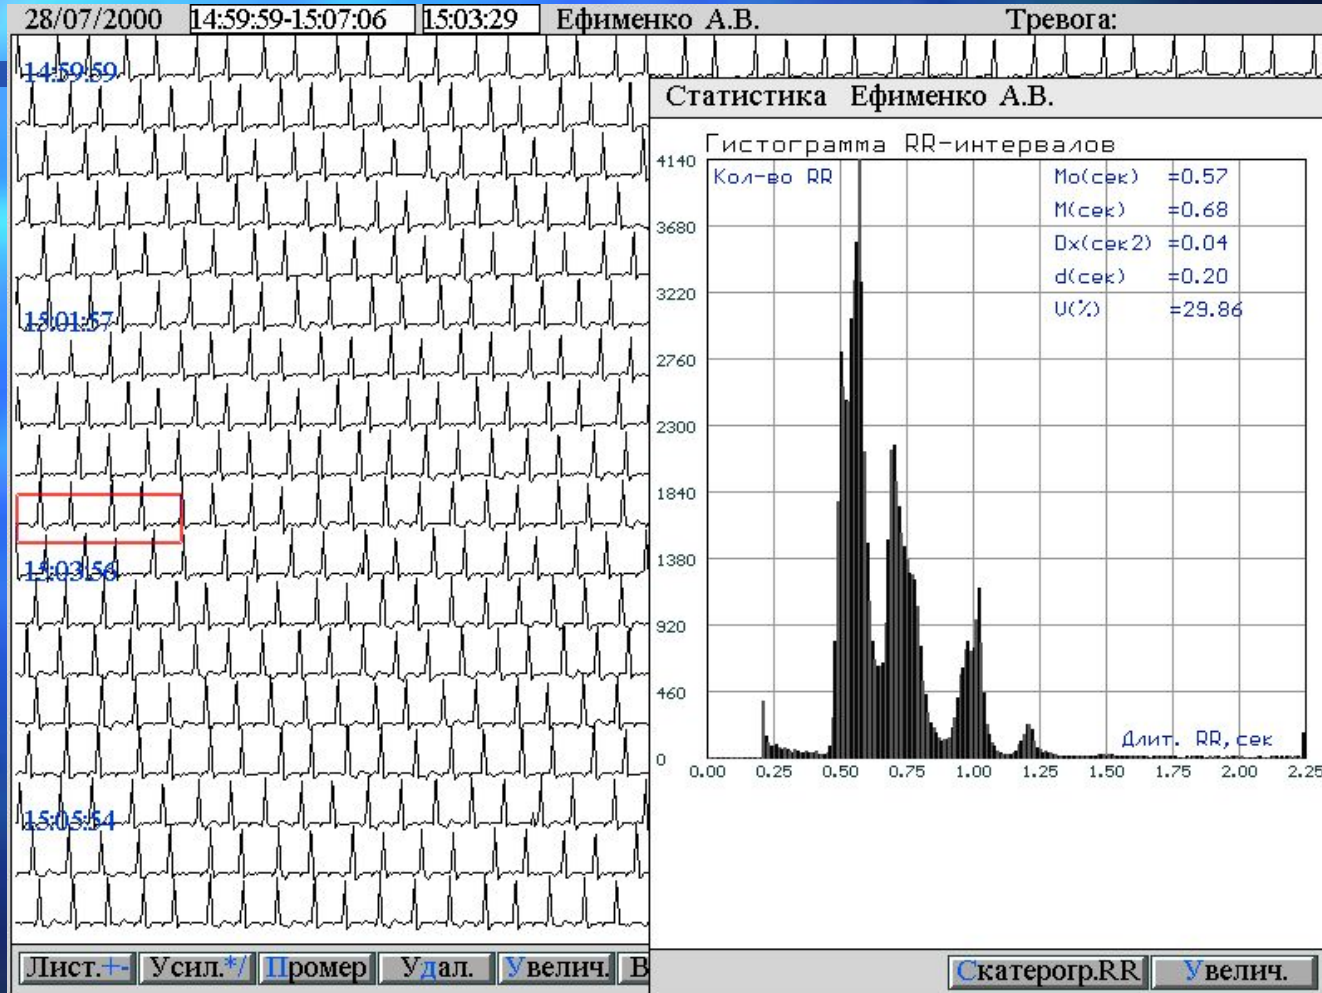 28/07/2000 14:59:59-15:07:06 15:03:29 Ефименко А.В. Тревога:
14:59:59
15:01:57
15:03:56
15:05:54
Статистика Ефименко А.В.
Гистограмма RR-интервалов
Кол-во RR
Mo(сек) =0.57
M(сек) =0.68
Dx(сек2) =0.04
d(сек) =0.20
U(%) =29.86
4140
3680
3220
2760
2300
1840
1380
920
460
0
Длит. RR,сек
0.00 0.25 0.50 0.75 1.00 1.25 1.50 1.75 2.00 2.25
Лист.+- Усил.*/ Промер Удал. Увелич. В
Скатерогр.RR Увелич.